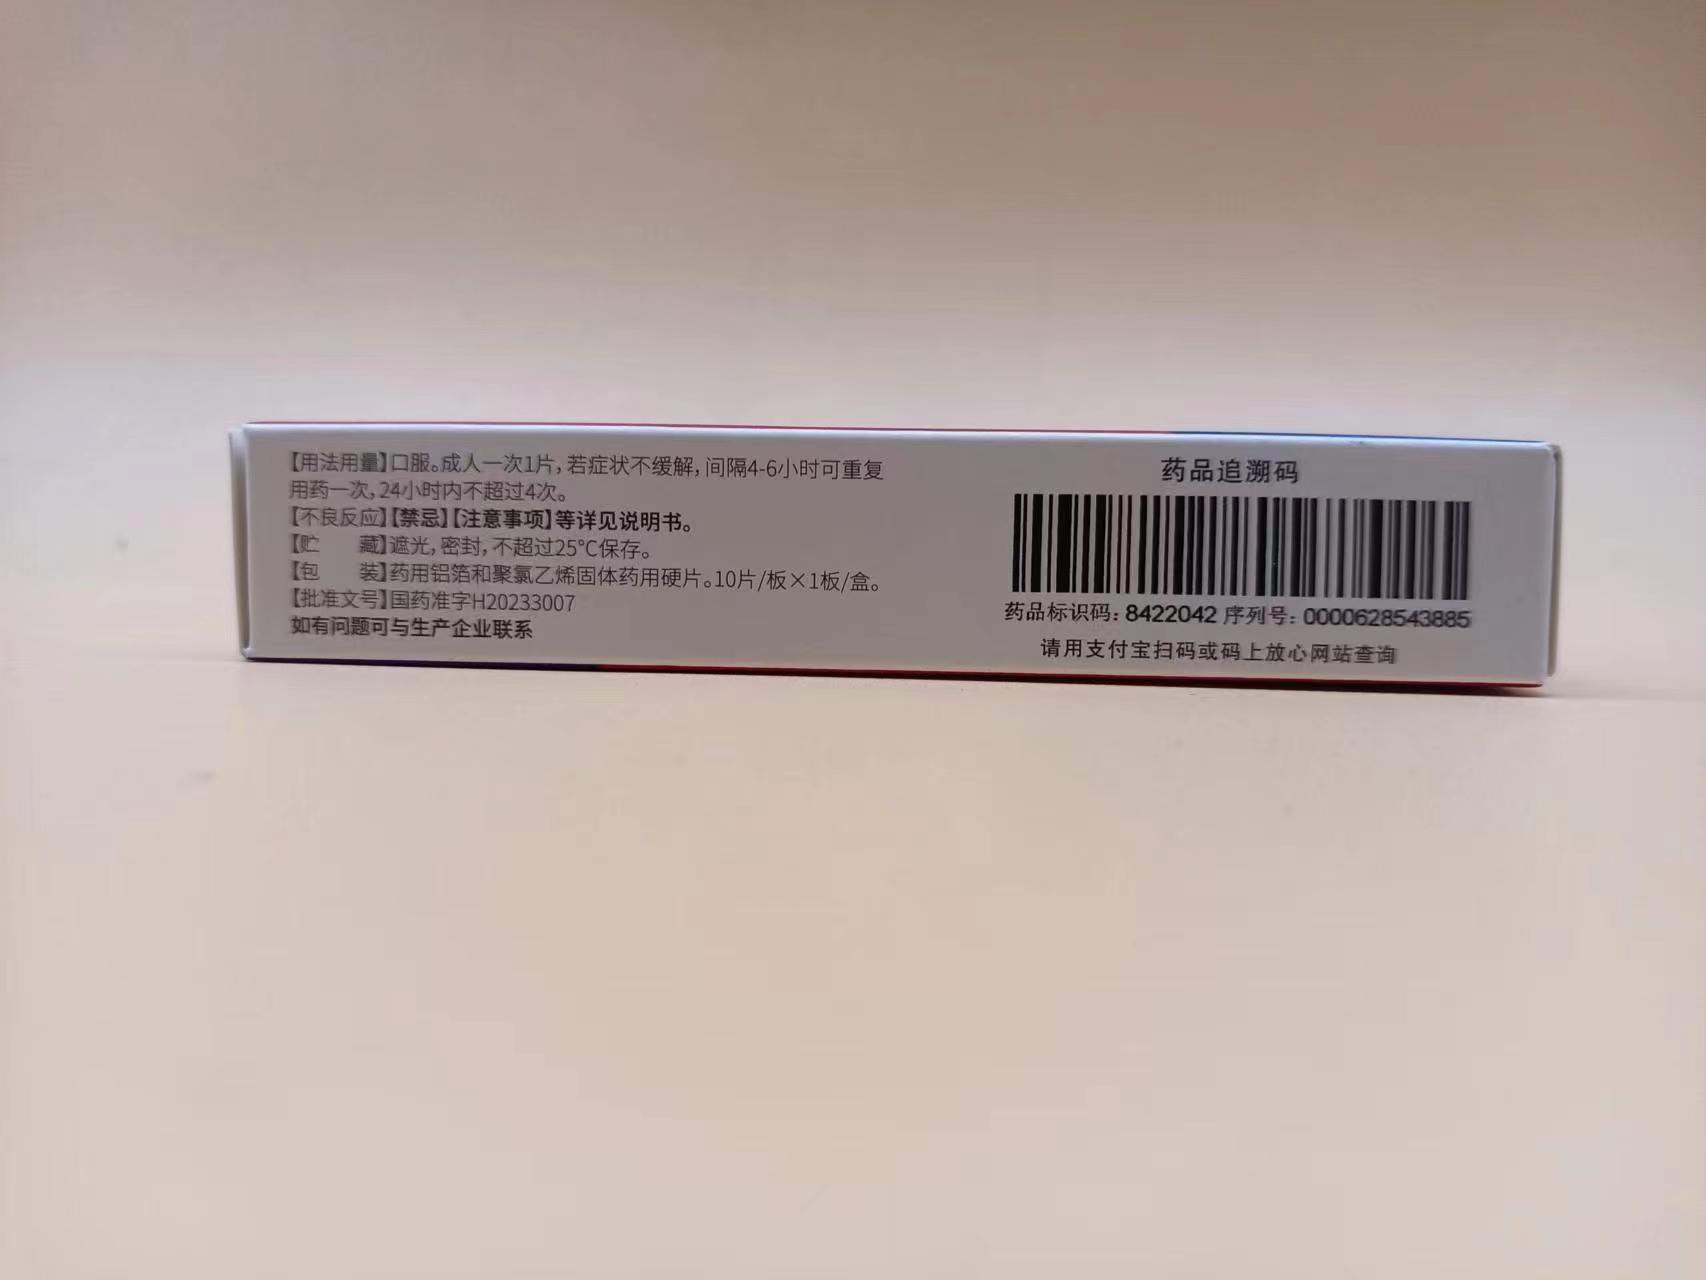 【用法用量】口服。成人一次1片，若症状不缓解，间隔4-6小时可重复
用药一次，24小时内不超过4次。
【不良反应】【禁忌】【注意事项】等详见说明书。
【贮　　藏】遮光，密封，不超过25°C保存。
【包　　装】药用铝箔和聚氯乙烯固体药用硬片。10片/板×1板/盒。
【批准文号】国药准字H20233007
如有问题可与生产企业联系
药品追溯码
药品标识码：8422042 序列号：0000628543885
请用支付宝扫码或码上放心网站查询